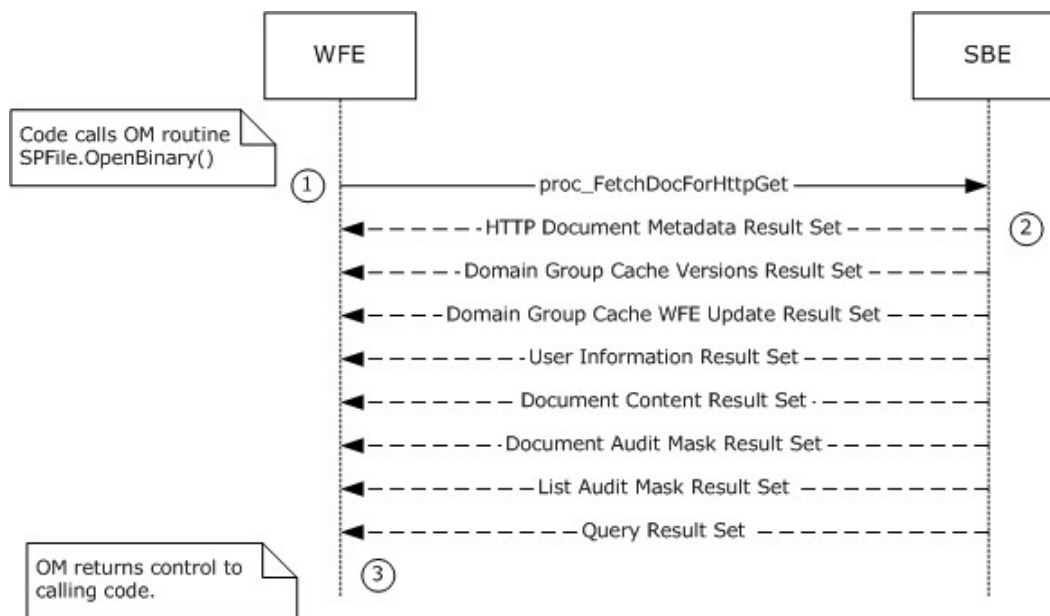 WFE
SBE
Code calls OM routine
SPFile.OpenBinary()
1
proc_FetchDocForHttpGet
HTTP Document Metadata Result Set
2
Domain Group Cache Versions Result Set
Domain Group Cache WFE Update Result Set
User Information Result Set
Document Content Result Set
Document Audit Mask Result Set
List Audit Mask Result Set
Query Result Set
OM returns control to
calling code.
3